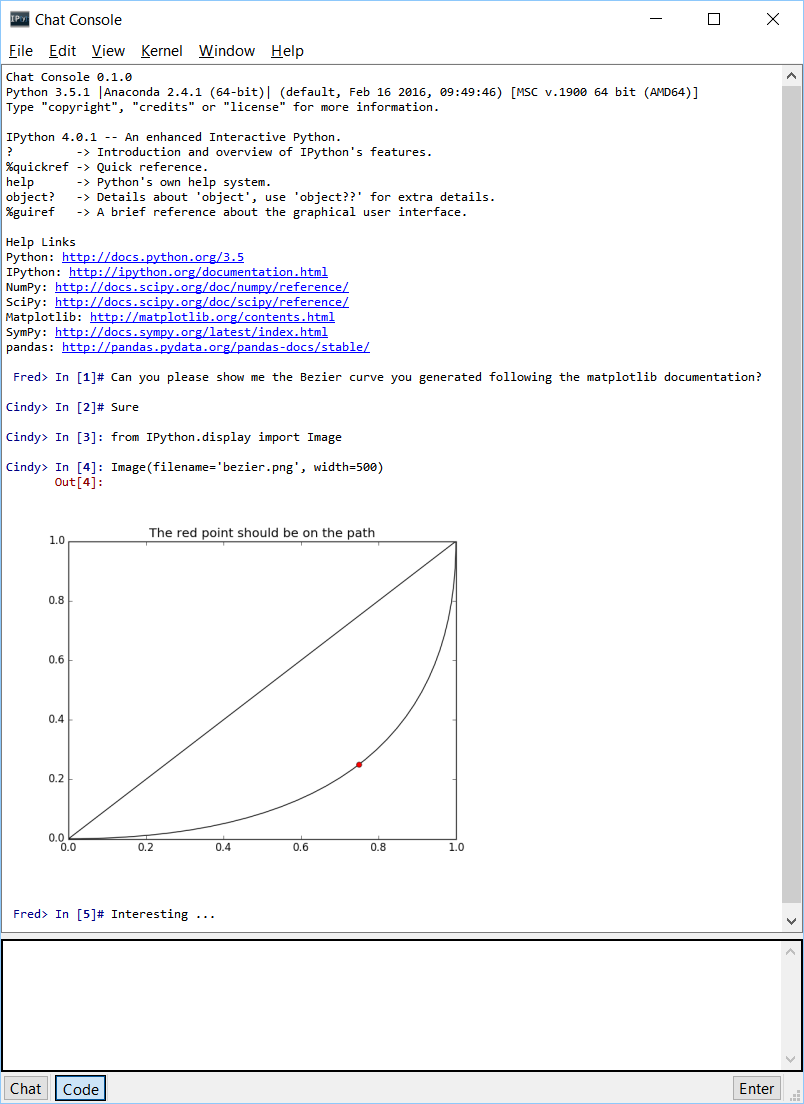 IP[y] Chat Console
File Edit View Kernel Window Help
Chat Console 0.1.0
Python 3.5.1 |Anaconda 2.4.1 (64-bit)| (default, Feb 16 2016, 09:49:46) [MSC v.1900 64 bit (AMD64)]
Type "copyright", "credits" or "license" for more information.
IPython 4.0.1 -- An enhanced Interactive Python.
?         -> Introduction and overview of IPython's features.
%quickref -> Quick reference.
help      -> Python's own help system.
object?   -> Details about 'object', use 'object??' for extra details.
%guiref   -> A brief reference about the graphical user interface.
Help Links
Python: http://docs.python.org/3.5
IPython: http://ipython.org/documentation.html
NumPy: http://docs.scipy.org/doc/numpy/reference/
SciPy: http://docs.scipy.org/doc/scipy/reference/
Matplotlib: http://matplotlib.org/contents.html
SymPy: http://docs.sympy.org/latest/index.html
pandas: http://pandas.pydata.org/pandas-docs/stable/
Fred> In [1]# Can you please show me the Bezier curve you generated following the matplotlib documentation?
Cindy> In [2]# Sure
Cindy> In [3]: from IPython.display import Image
Cindy> In [4]: Image(filename='bezier.png', width=500)
Out[4]:
The red point should be on the path
1.0
0.8
0.6
0.4
0.2
0.0
0.0 0.2 0.4 0.6 0.8 1.0
Fred> In [5]# Interesting ...
Chat Code Enter